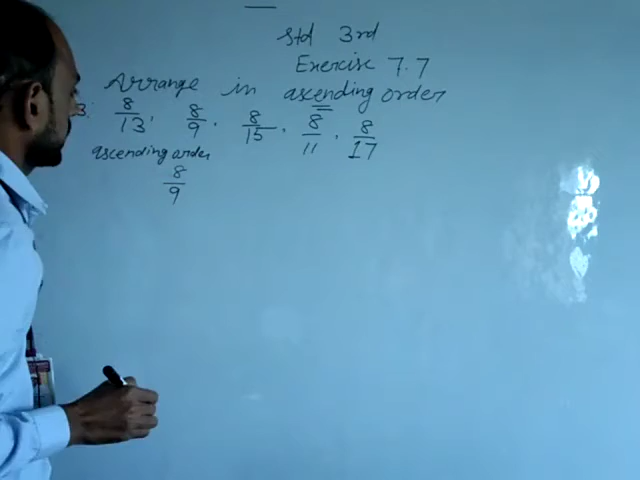 Std 3rd
Exercise 7.7
Arrange in ascending order
3. 8/13, 8/9, 8/15, 8/11, 8/17
ascending order
8/9